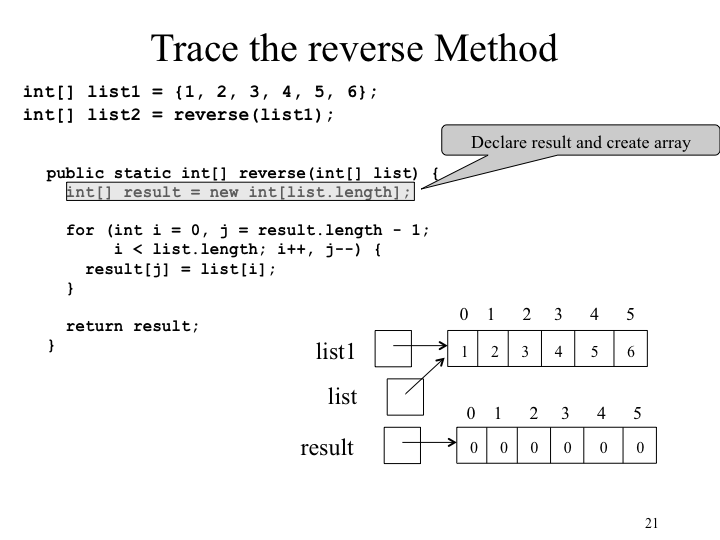 Trace the reverse Method
int[] list1 = {1, 2, 3, 4, 5, 6};
int[] list2 = reverse(list1);
Declare result and create array
public static int[] reverse(int[] list) {
int[] result = new int[list.length];
for (int i = 0, j = result.length - 1;
i < list.length; i++, j--) {
result[j] = list[i];
}
return result;
}
0 1 2 3 4 5
list1 1 2 3 4 5 6
list
0 1 2 3 4 5
result 0 0 0 0 0 0
21